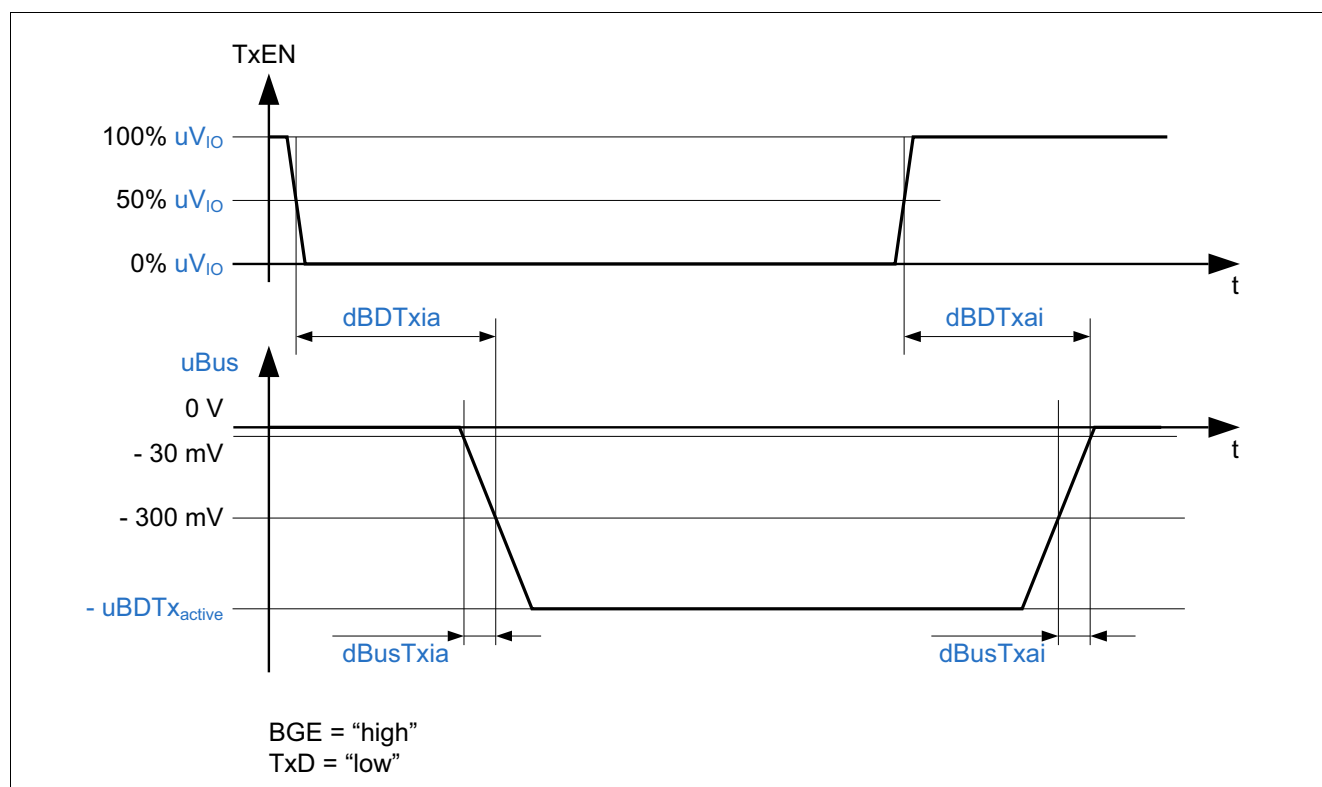 TxEN
100% uVIO
50% uVIO
0% uVIO
t
dBDTxia
dBDTxai
uBus
0 V
t
- 30 mV
- 300 mV
- uBDTxactive
dBusTxia
dBusTxai
BGE = “high”
TxD = “low”